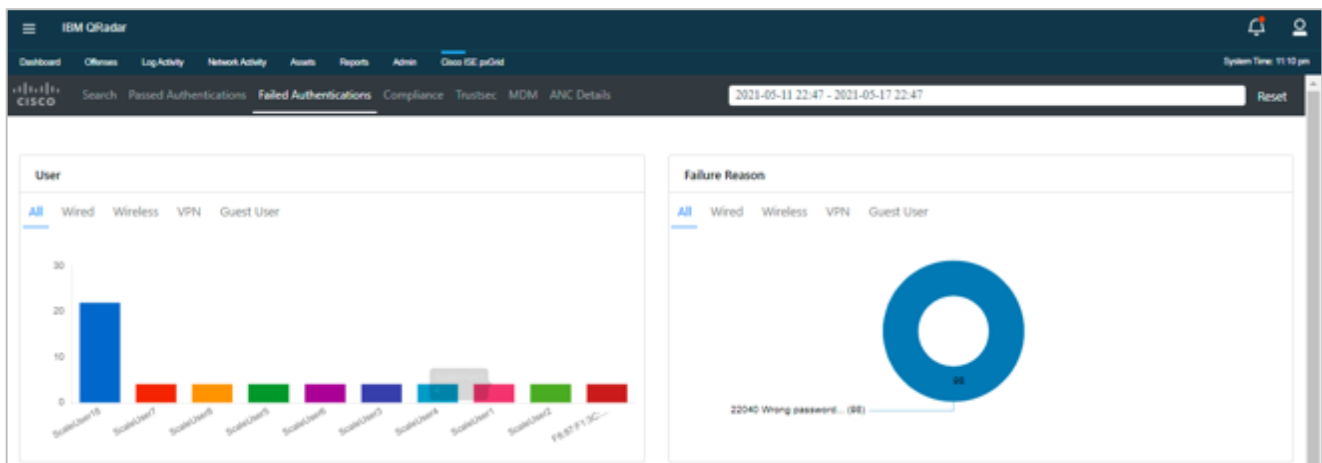 IBM QRadar
Dashboard Offenses Log Activity Network Activity Assets Reports Admin Cisco ISE pxGrid System Time: 11:10 pm
CISCO Search Passed Authentications Failed Authentications Compliance Trustsec MDM ANC Details 2021-05-11 22:47 - 2021-05-17 22:47 Reset
User
All Wired Wireless VPN Guest User
30
20
10
0
ScaleUser18 ScaleUser7 ScaleUser8 ScaleUser5 ScaleUser6 ScaleUser3 ScaleUser4 ScaleUser1 ScaleUser2
Failure Reason
All Wired Wireless VPN Guest User
98
22040 Wrong password... (98)